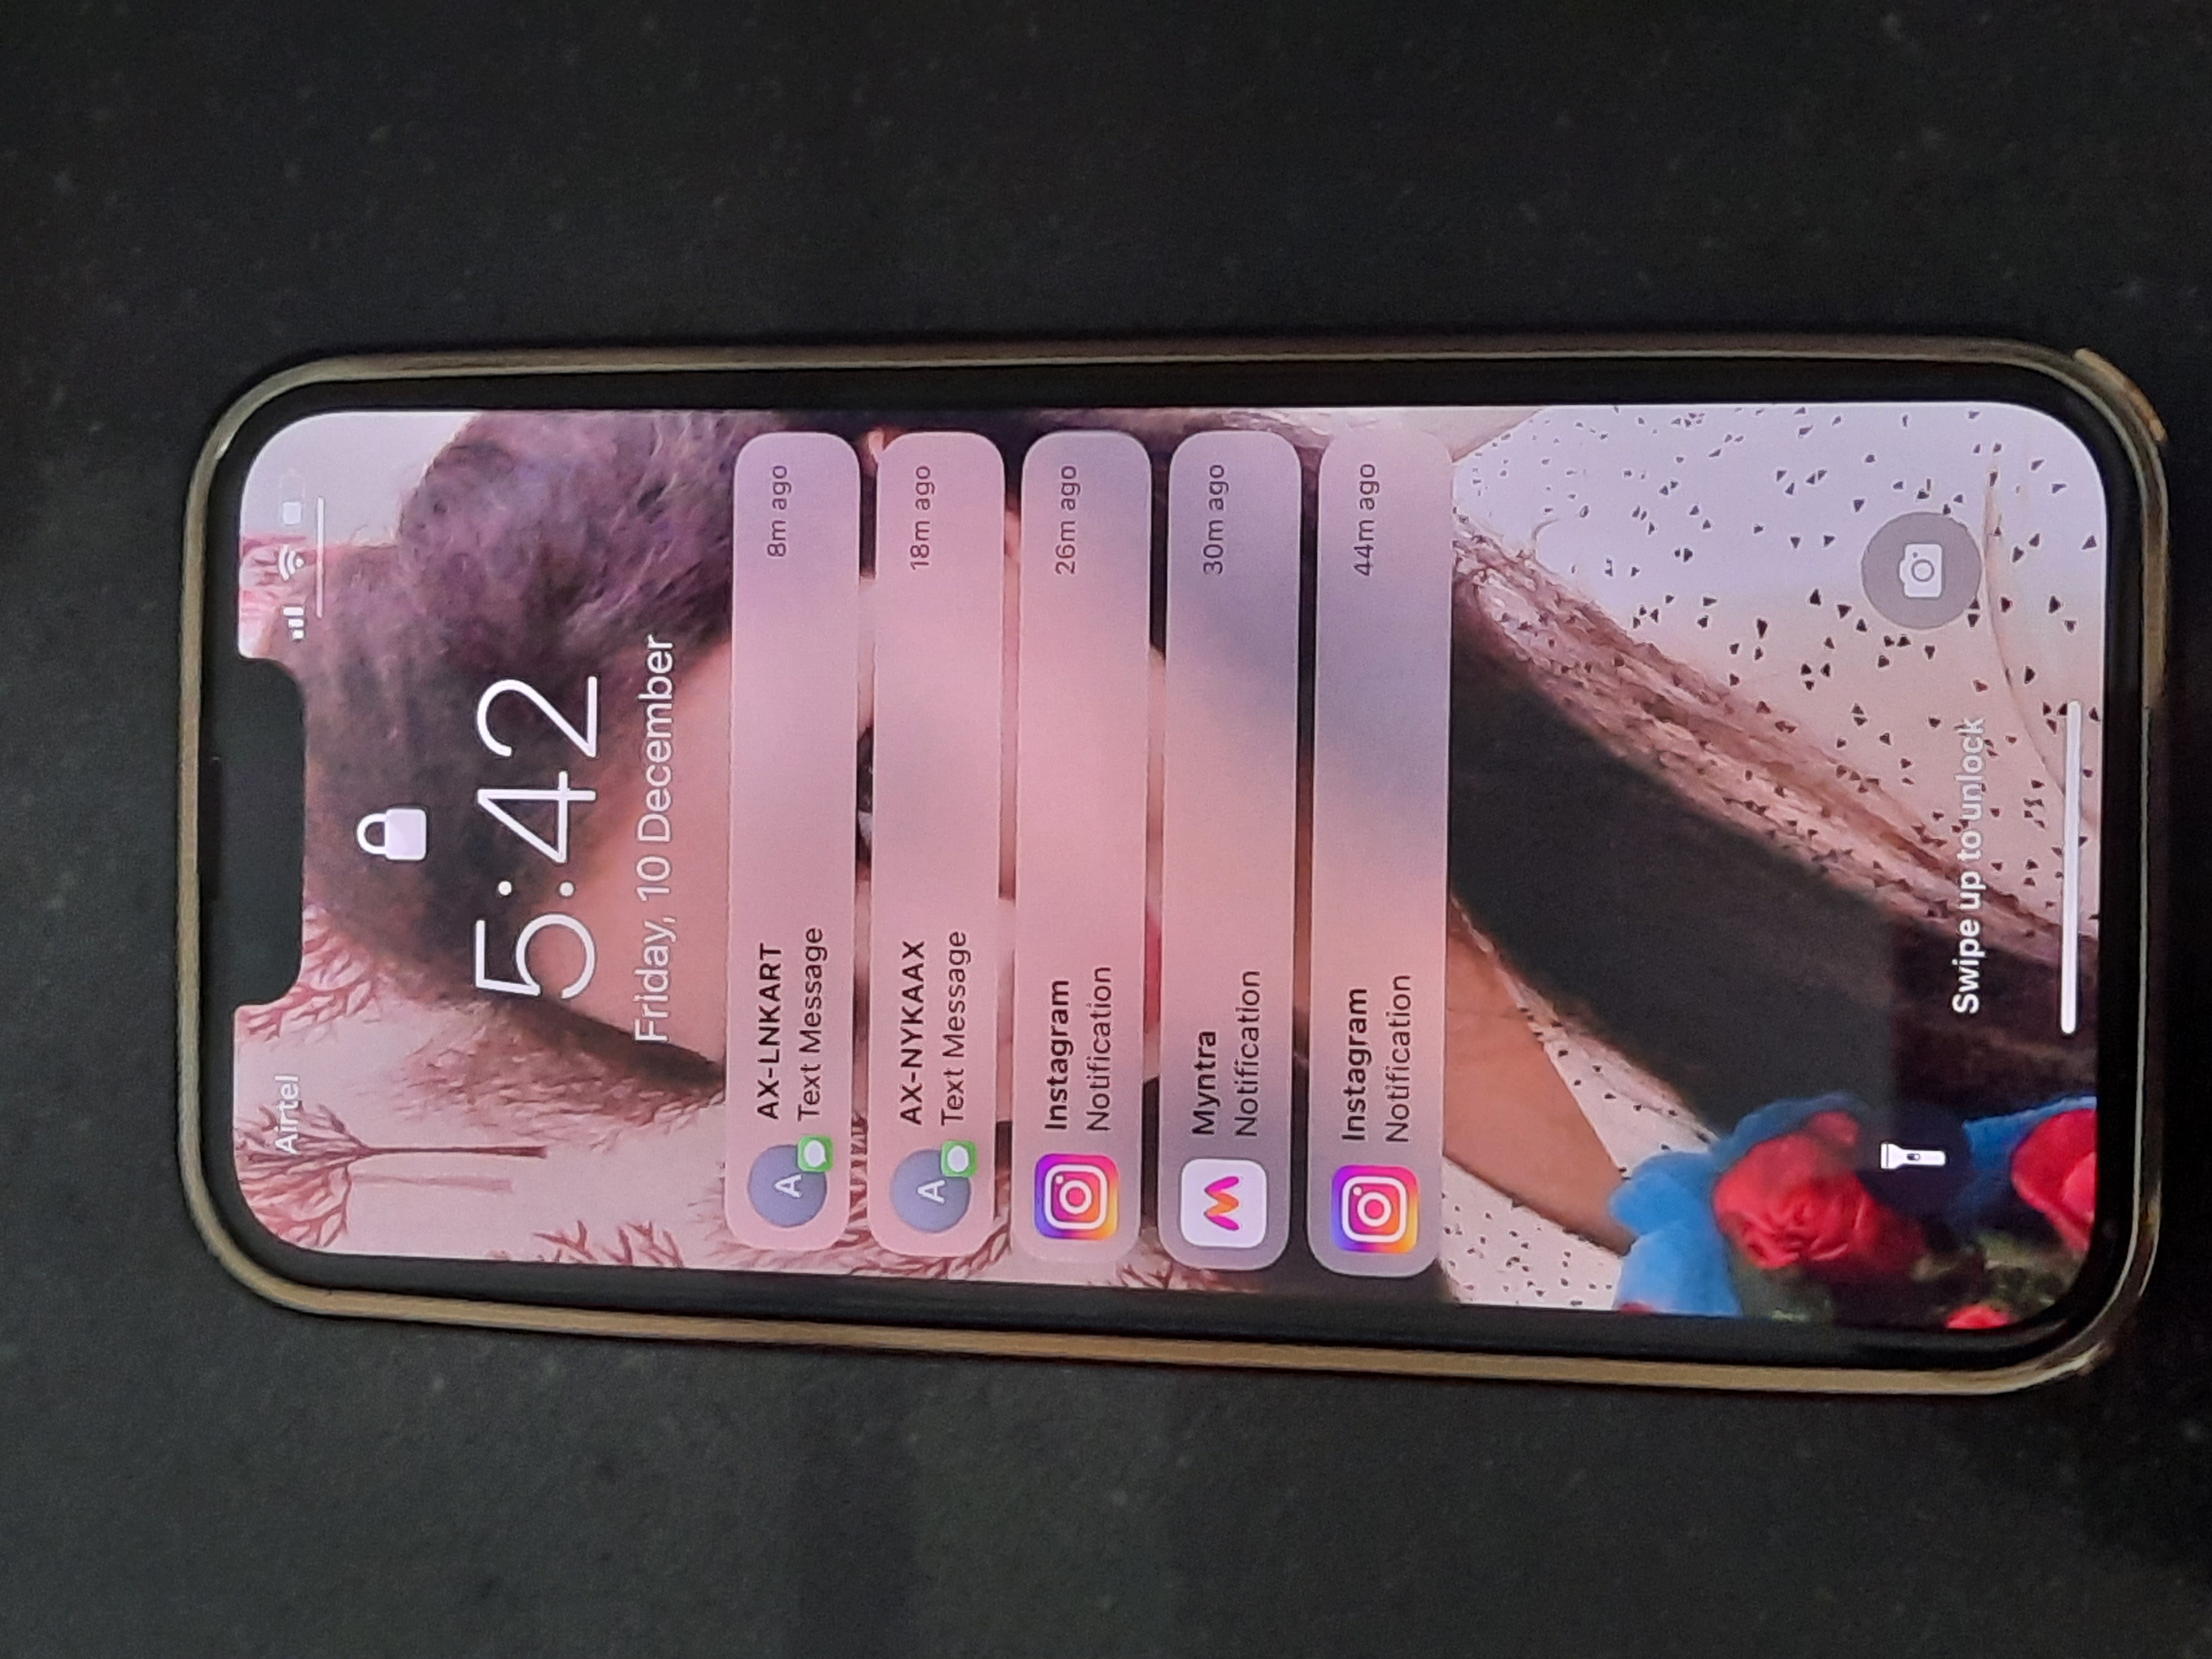 Airtel
5:42
Friday, 10 December
AX-LNKART
8m ago
Text Message
AX-NYKAAX
18m ago
Text Message
Instagram
26m ago
Notification
Myntra
30m ago
Notification
Instagram
44m ago
Notification
Swipe up to unlock